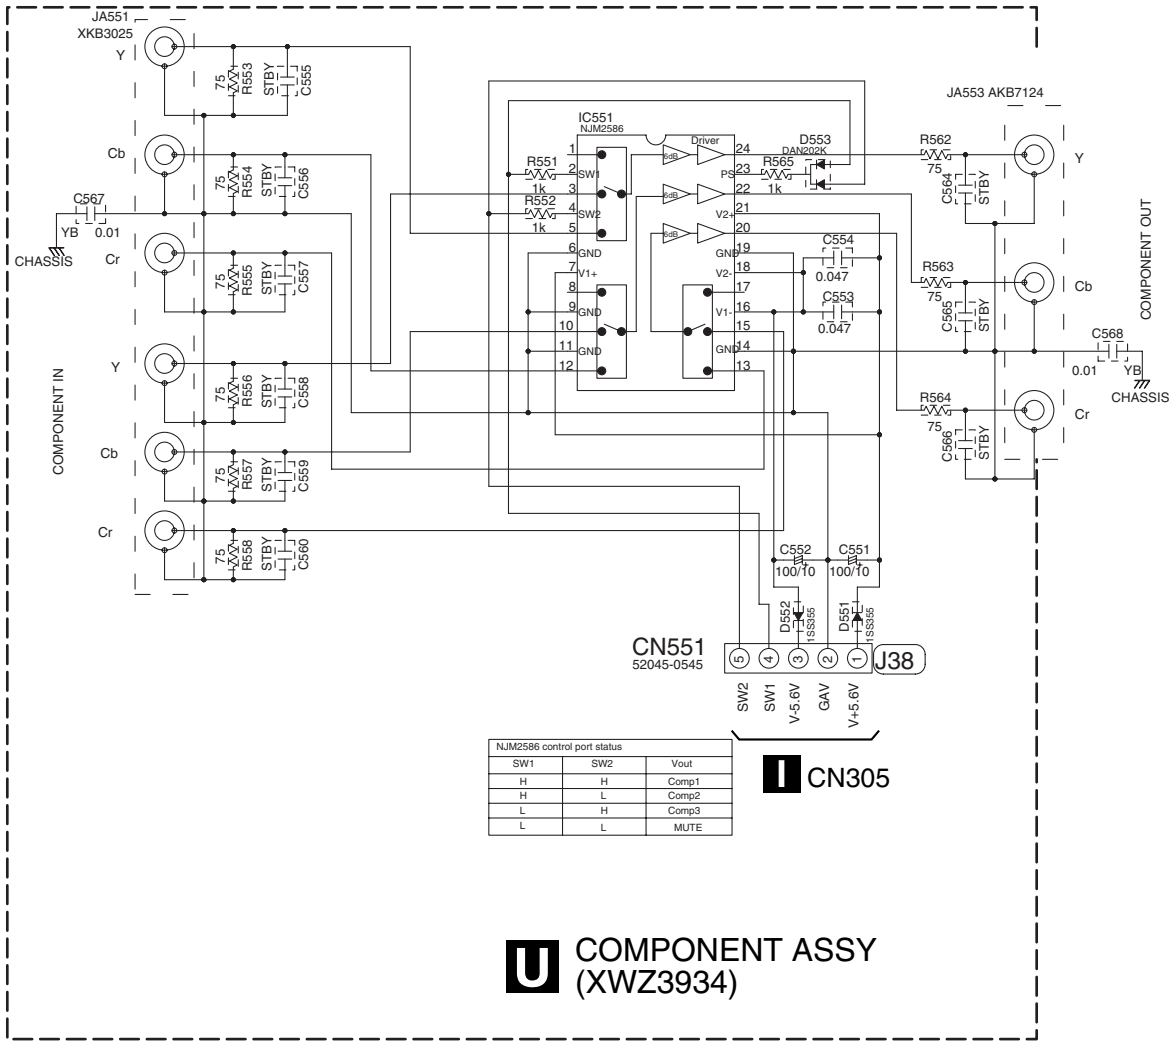 JA551
XKB3025
Y
75
R553
STBY
C555
Cb
75
R554
STBY
C556
C567
YB 0.01
CHASSIS
Cr
75
R555
STBY
C557
COMPONENT IN
Y
75
R556
STBY
C558
Cb
75
R557
STBY
C559
Cr
75
R558
STBY
C560
IC551
NJM2586
Driver
R551
1k
R552
1k
1
2 SW1
3
4 SW2
5
6 GND
7 V1+
8
9 GND
10
11 GND
12
6dB
6dB
6dB
24
23 PS
22
21 V2+
20
19 GND
18 V2-
17
16 V1-
15
14 GND
13
D553
DAN202K
R565
1k
C554
0.047
C553
0.047
JA553 AKB7124
R562
75
C564
STBY
Y
R563
75
C565
STBY
Cb
COMPONENT OUT
C568
0.01 YB
CHASSIS
R564
75
C566
STBY
Cr
C552
100/10
C551
100/10
D552
1SS355
D551
1SS355
CN551
52045-0545
5 4 3 2 1
J38
SW2
SW1
V-5.6V
GAV
V+5.6V
I CN305
NJM2586 control port status
SW1 SW2 Vout
H H Comp1
H L Comp2
L H Comp3
L L MUTE
U COMPONENT ASSY
(XWZ3934)